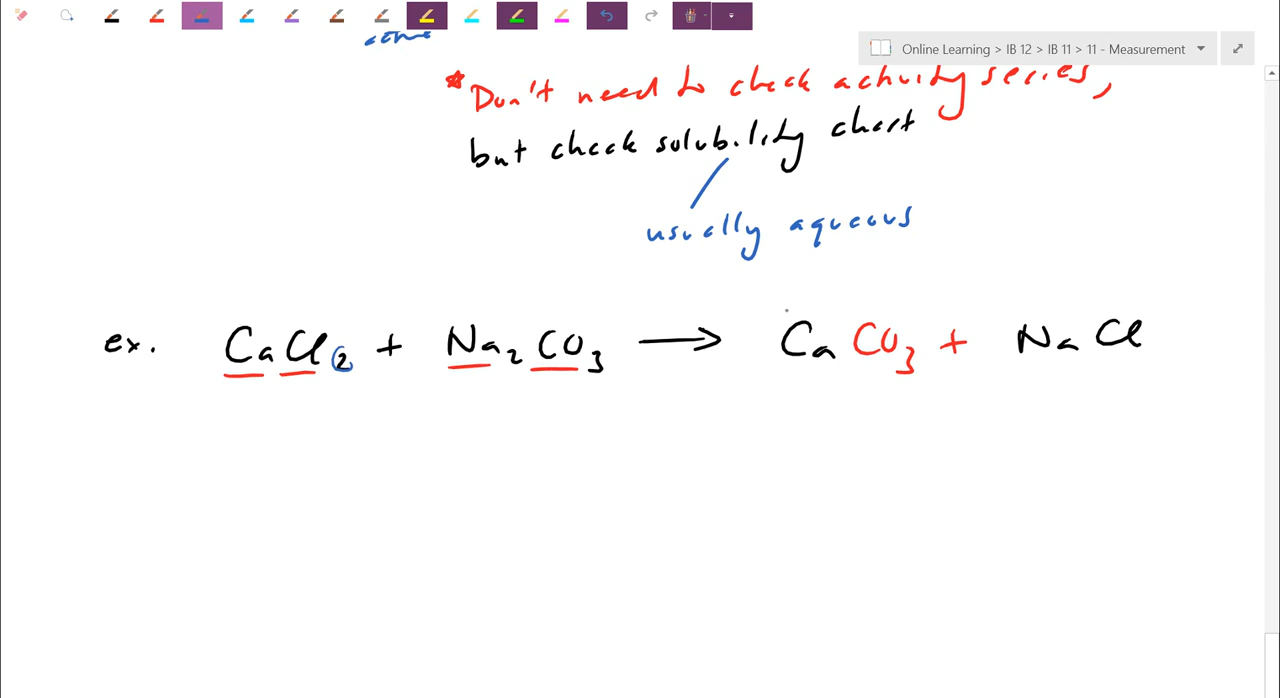 Online Learning > IB 12 > IB 11 > 11 - Measurement
*Don't need to check activity series,
but check solubility chart
usually aqueous
ex. CaCl₂ + Na₂CO₃ → CaCO₃ + NaCl